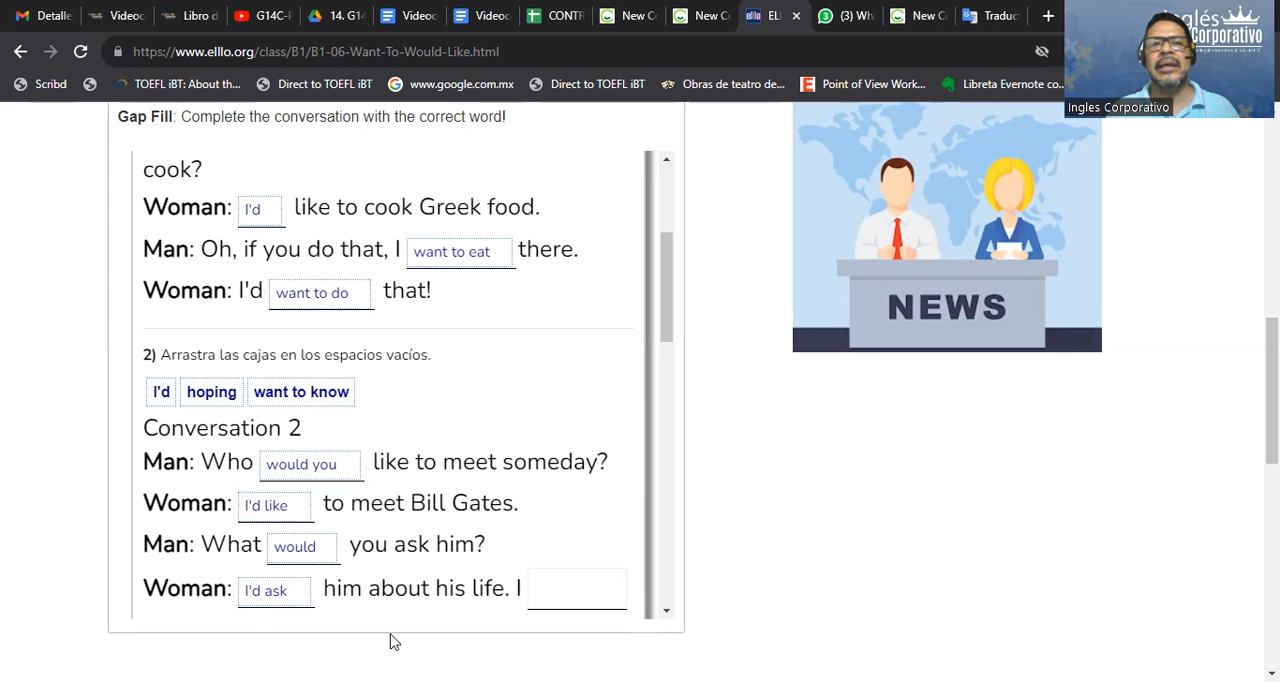 Detalle
Videoc
Libro d
G14C-F
14. G1
Videoc
Videoc
CONTR
New Co
New Co
ELI
(3) Wh
New Co
Traduc
https://www.elllo.org/class/B1/B1-06-Want-To-Would-Like.html
Scribd
TOEFL iBT: About th...
Direct to TOEFL iBT
www.google.com.mx
Direct to TOEFL iBT
Obras de teatro de...
Point of View Work...
Libreta Evernote co...
Inglés
Corporativo
Ingles Corporativo
Gap Fill: Complete the conversation with the correct word!
cook?
Woman: I'd like to cook Greek food.
Man: Oh, if you do that, I want to eat there.
Woman: I'd want to do that!
2) Arrastra las cajas en los espacios vacíos.
I'd hoping want to know
Conversation 2
Man: Who would you like to meet someday?
Woman: I'd like to meet Bill Gates.
Man: What would you ask him?
Woman: I'd ask him about his life. I
NEWS